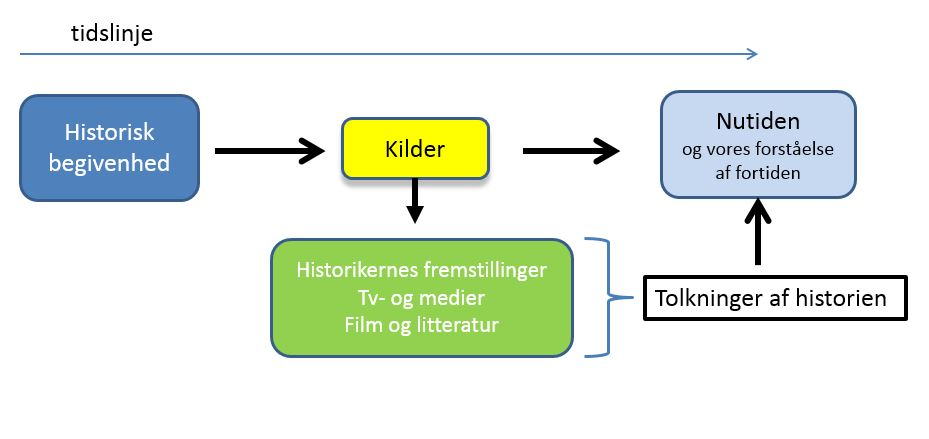 tidslinje
Historisk
begivenhed
Kilder
Nutiden
og vores forståelse
af fortiden
Historikernes fremstillinger
Tv- og medier
Film og litteratur
Tolkninger af historien